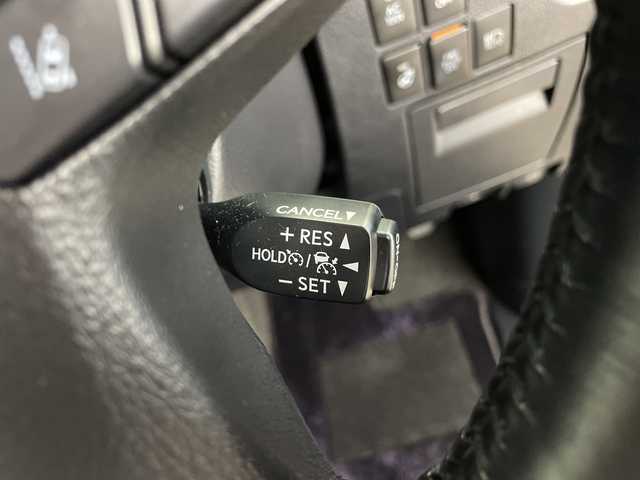 CANCEL▼
+ RES ▲
HOLD / ◄
− SET ▼